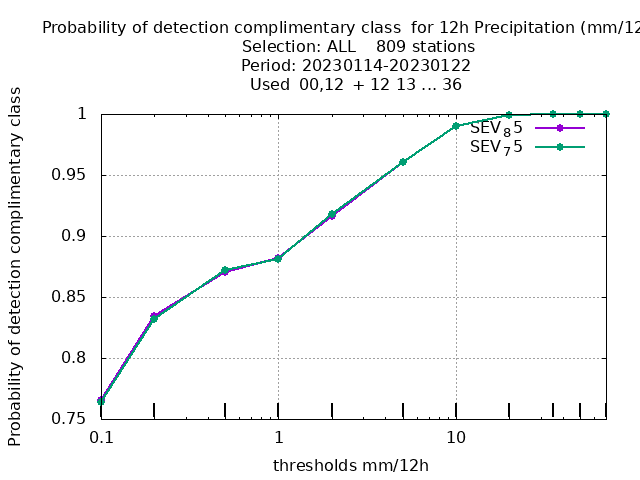 Probability of detection complimentary class  for 12h Precipitation (mm/12
Selection: ALL    809 stations
Period: 20230114-20230122
Used  00,12  + 12 13 ... 36
Probability of detection complimentary class
1
0.95
0.9
0.85
0.8
0.75
SEV₈5
SEV₇5
0.1
1
10
thresholds mm/12h